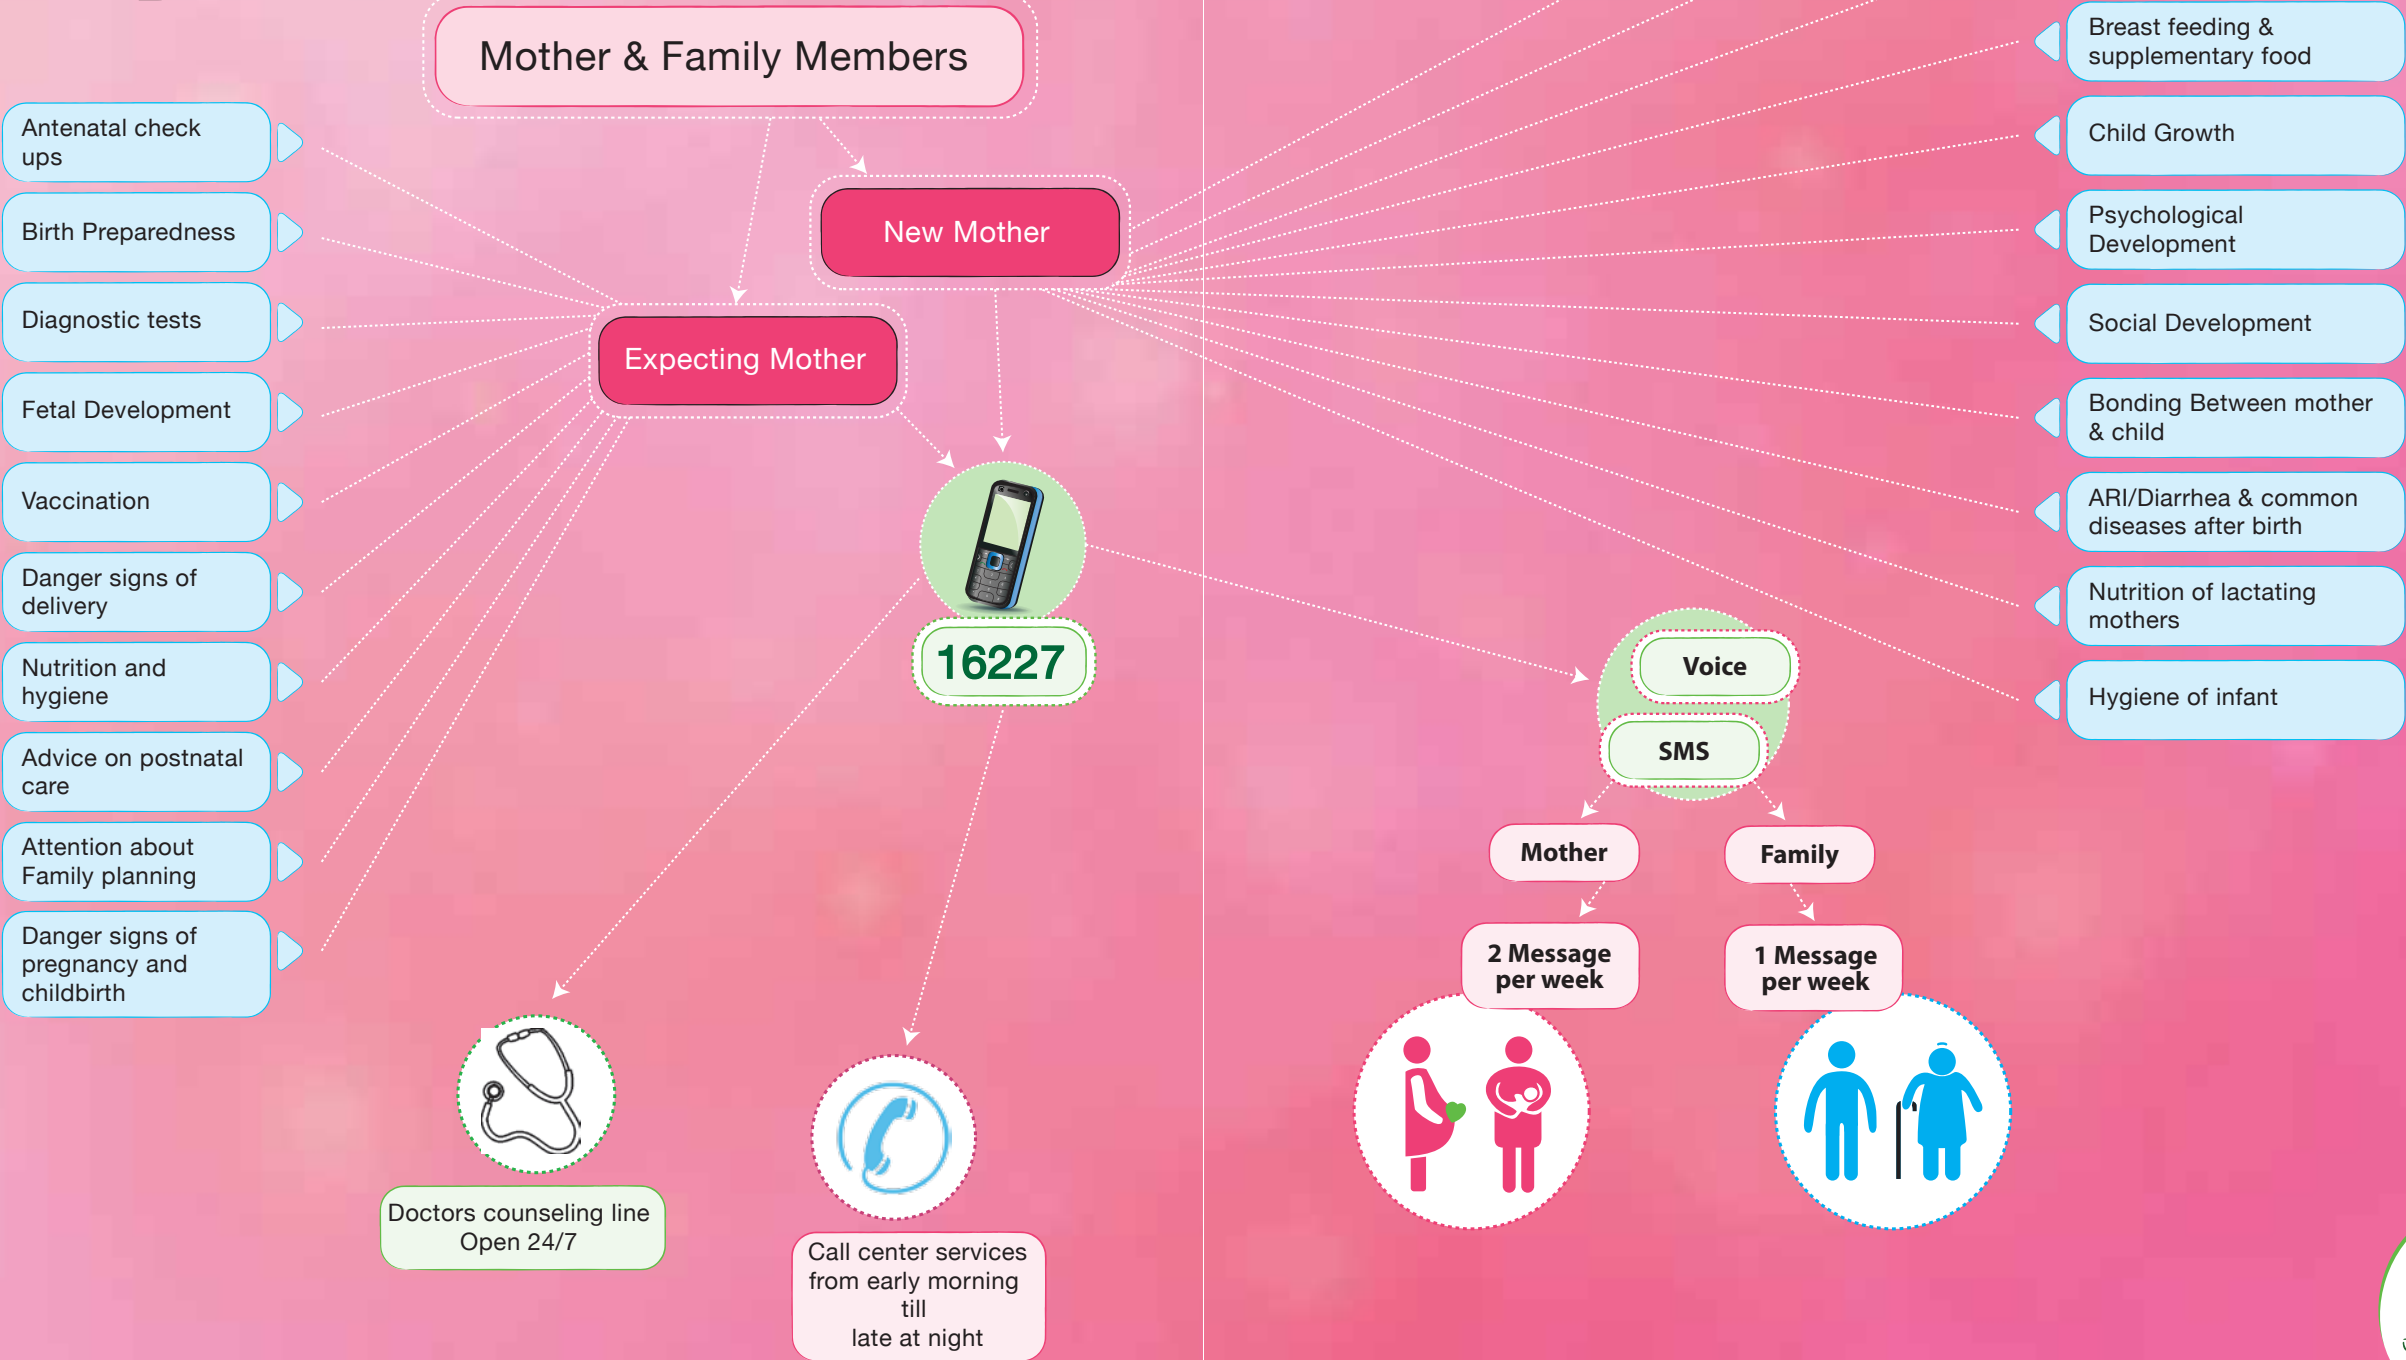 Mother & Family Members
Antenatal check
ups
Birth Preparedness
Diagnostic tests
Fetal Development
Vaccination
Danger signs of
delivery
Nutrition and
hygiene
Advice on postnatal
care
Attention about
Family planning
Danger signs of
pregnancy and
childbirth
New Mother
Expecting Mother
16227
Doctors counseling line
Open 24/7
Call center services
from early morning
till
late at night
Voice
SMS
Mother
Family
2 Message
per week
1 Message
per week
Breast feeding &
supplementary food
Child Growth
Psychological
Development
Social Development
Bonding Between mother
& child
ARI/Diarrhea & common
diseases after birth
Nutrition of lactating
mothers
Hygiene of infant